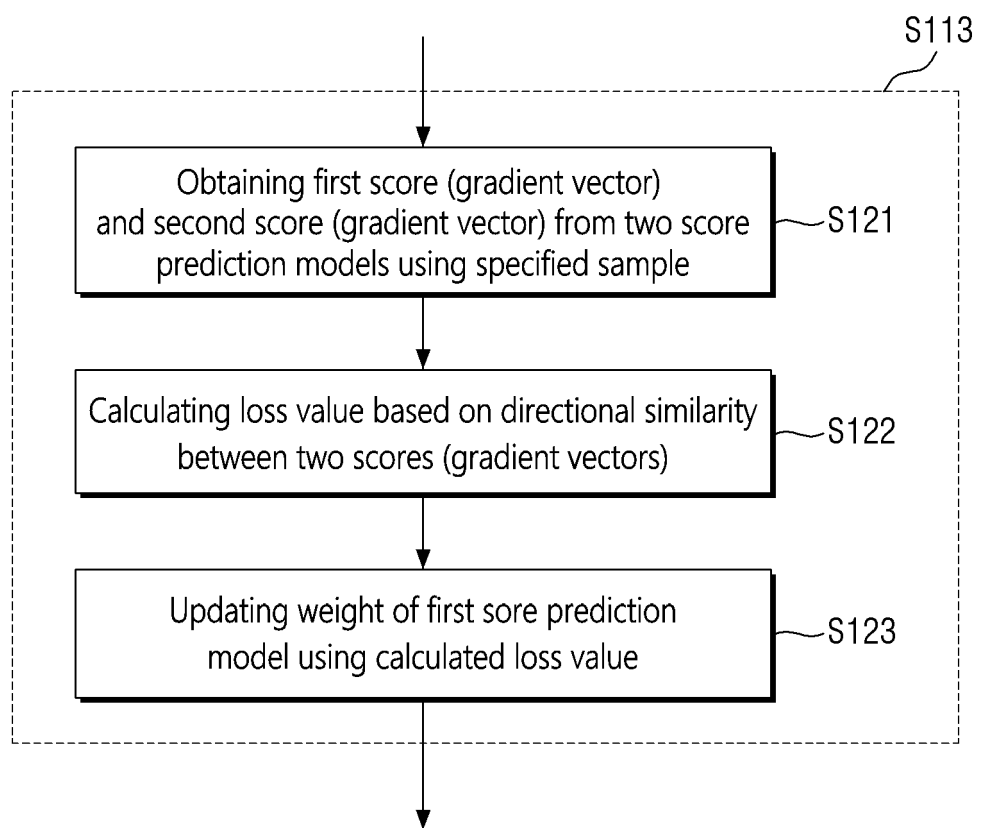 S113
Obtaining first score (gradient vector)
and second score (gradient vector) from two score
prediction models using specified sample
S121
Calculating loss value based on directional similarity
between two scores (gradient vectors)
S122
Updating weight of first sore prediction
model using calculated loss value
S123